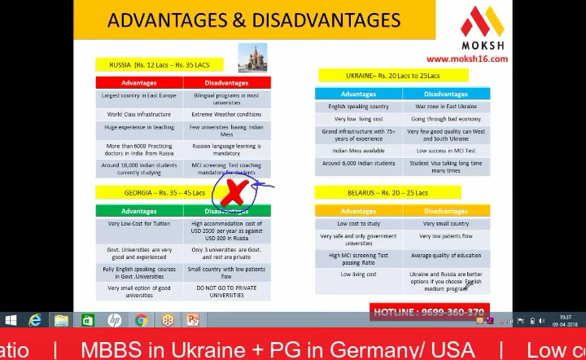 ADVANTAGES & DISADVANTAGES
MOKSH
www.moksh16.com
RUSSIA (Rs. 12 Lacs – Rs. 35 LACS
Advantages
Disadvantages
Largest country in East Europe
Bilingual programs in most
universities
World Class Infrastructure
Extreme Weather conditions
Huge experience in teaching
Few universities having Indian
Mess
More than 6000 Practicing
doctors in India from Russia
Russian language learning is
mandatory
Around 18,000 Indian students
currently studying
MCI screening Test coaching
mandatory for students
UKRAINE– Rs. 20 Lacs to 25Lacs
Advantages
Disadvantages
English speaking country
War zone in East Ukraine
Very low living cost
Going through bad economy
Grand infrastructure with 75+
years of experience
Very few good quality can West
and South Ukraine
Indian Mess available
Low success in MCI Test
Around 8,000 Indian students
Student Visa taking long time
many times
GEORGIA – Rs. 35 – 45 Lacs
Advantages
Disadvantages
Very Low Cost for Tuition
High accommodation cost of
USD 2500 per year as against
USD 300 in Russia
Govt. Universities are very
good and experienced
Only 3 universities are Govt.
and rest are private
Fully English speaking courses
in Govt. Universities
Small country with low patients
flow
Very small option of good
universities
DO NOT GO TO PRIVATE
UNIVERSITIES
BELARUS – Rs. 20 – 25 Lacs
Advantages
Disadvantages
Low cost to study
Very small country
Very safe and only government
universities
Very low patients flow
High MCI screening Test
passing Ratio
Average quality of education
Low living cost
Ukraine and Russia are better
options if you choose English
medium program
HOTLINE : 9699-360-370
09-04-2018
atio | MBBS in Ukraine + PG in Germany/ USA | Low c